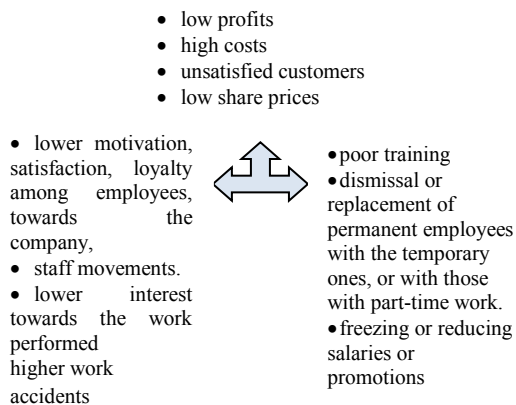 • low profits
• high costs
• unsatisfied customers
• low share prices
• lower motivation,
satisfaction, loyalty
among employees,
towards the
company,
• staff movements.
• lower interest
towards the work
performed
higher work
accidents
•poor training
•dismissal or
replacement of
permanent employees
with the temporary
ones, or with those
with part-time work.
•freezing or reducing
salaries or
promotions